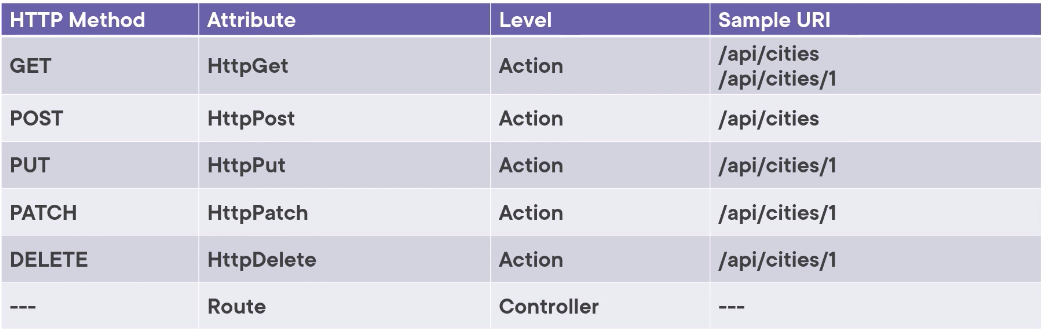 HTTP Method Attribute Level Sample URI
GET HttpGet Action /api/cities
/api/cities/1
POST HttpPost Action /api/cities
PUT HttpPut Action /api/cities/1
PATCH HttpPatch Action /api/cities/1
DELETE HttpDelete Action /api/cities/1
--- Route Controller ---